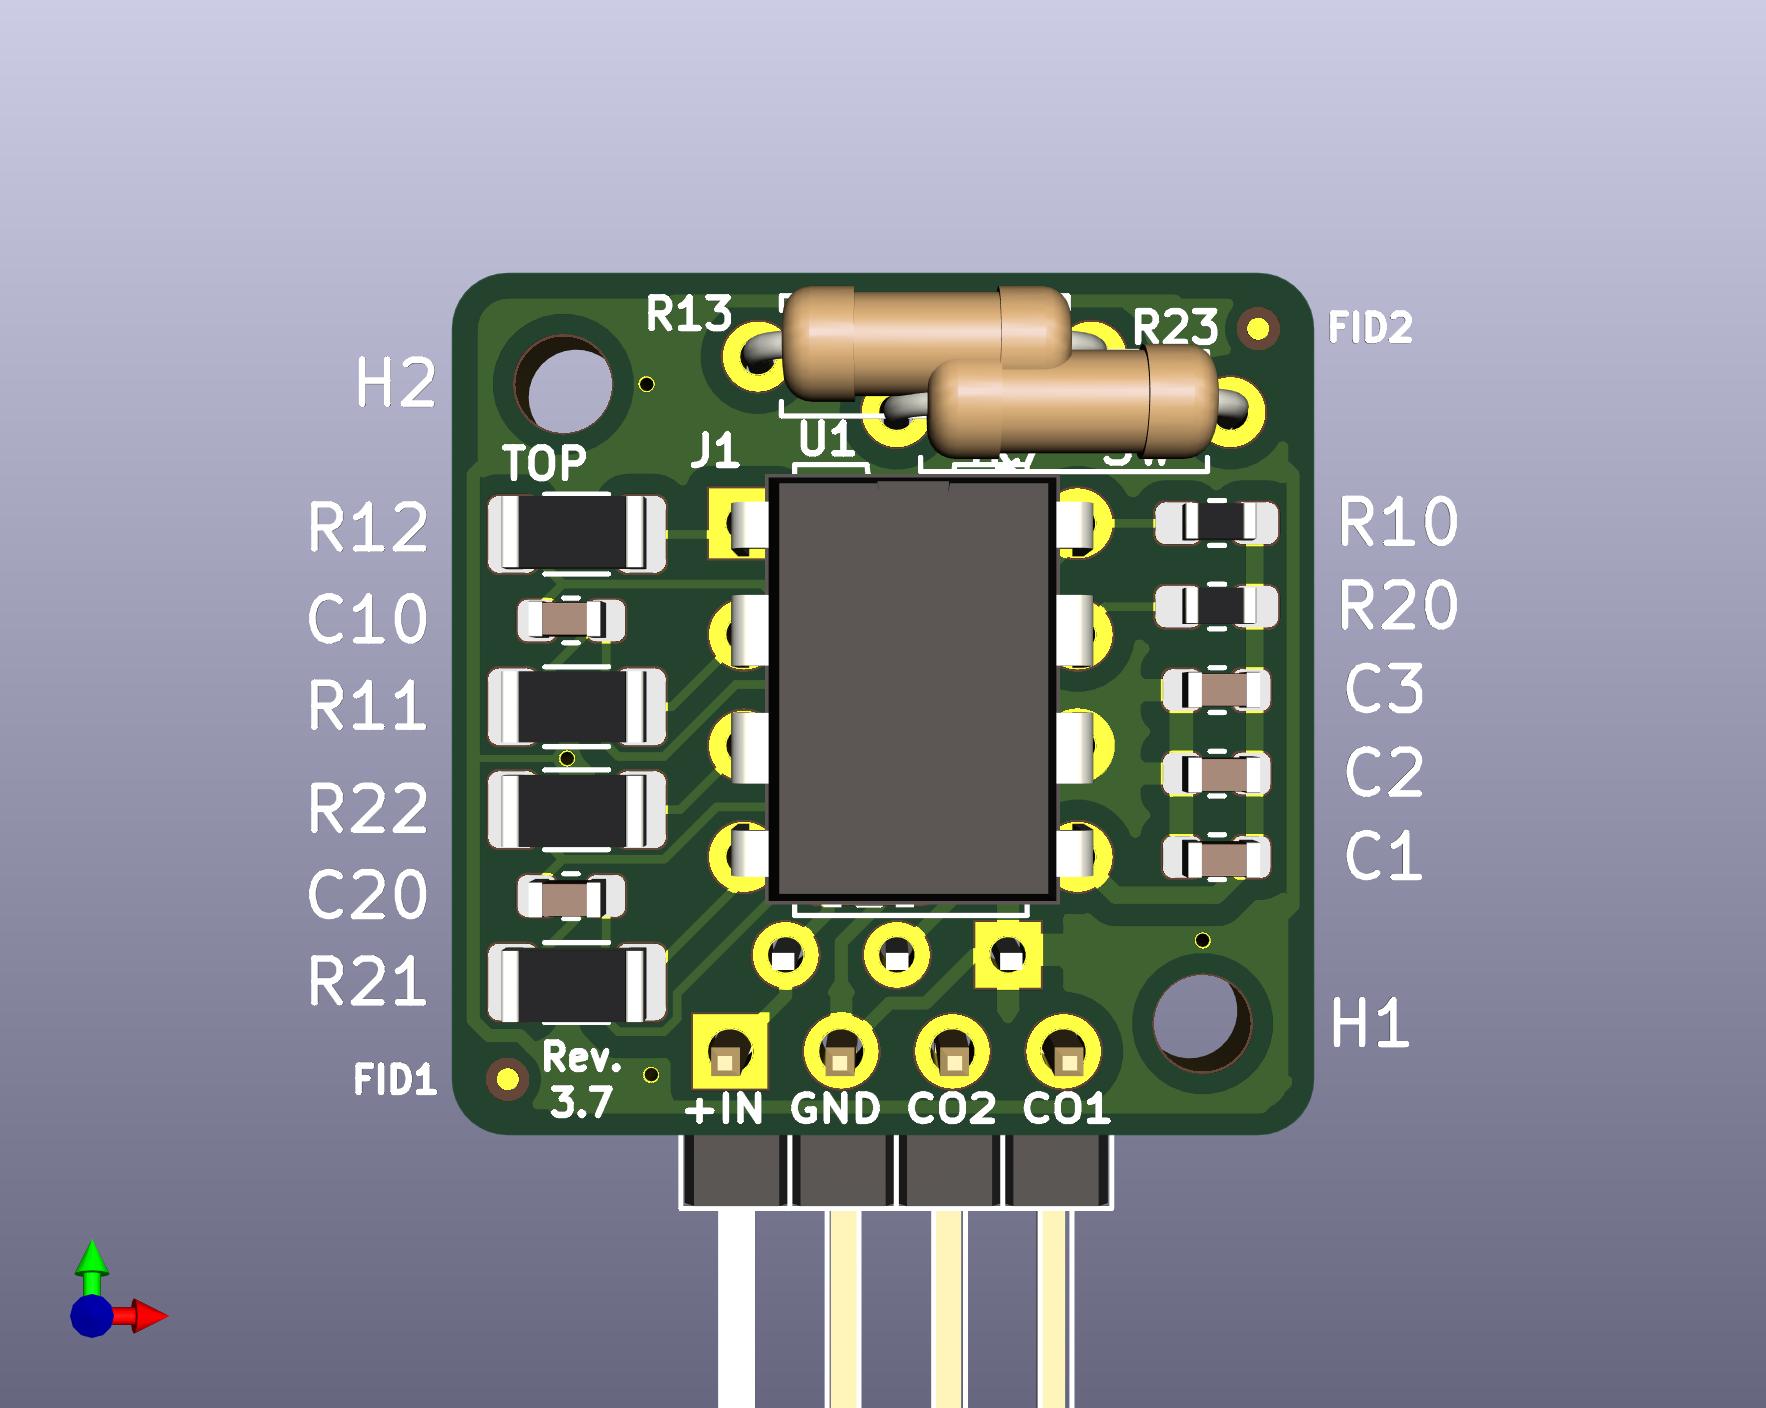 R13
R23
FID2
H2
J1
U1
TOP
R12
R10
C10
R20
R11
C3
R22
C2
C20
C1
R21
H1
FID1
Rev.
3.7
+IN GND CO2 CO1